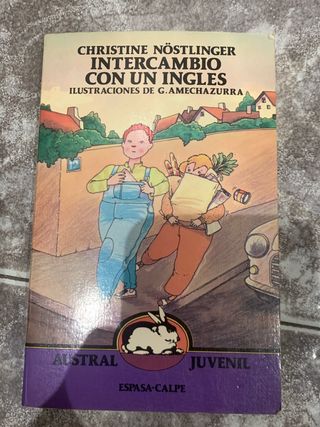 CHRISTINE NÖSTLINGER
INTERCAMBIO
CON UN INGLES
ILUSTRACIONES DE G. AMECHAZURRA
AUSTRAL JUVENIL
ESPASA-CALPE